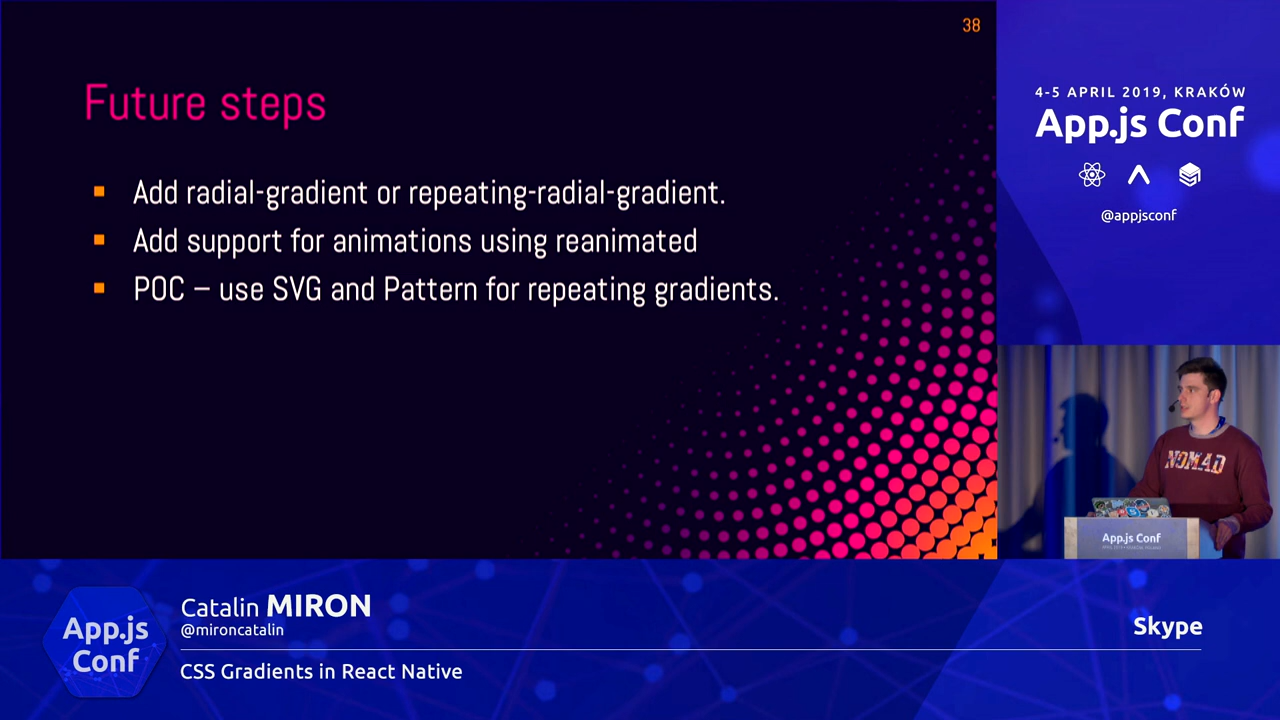 38
Future steps
Add radial-gradient or repeating-radial-gradient.
Add support for animations using reanimated
POC – use SVG and Pattern for repeating gradients.
4-5 APRIL 2019, KRAKÓW
App.js Conf
@appjsconf
NOMAD
App.js Conf
App.js
Conf
Catalin MIRON
@mironcatalin
CSS Gradients in React Native
Skype